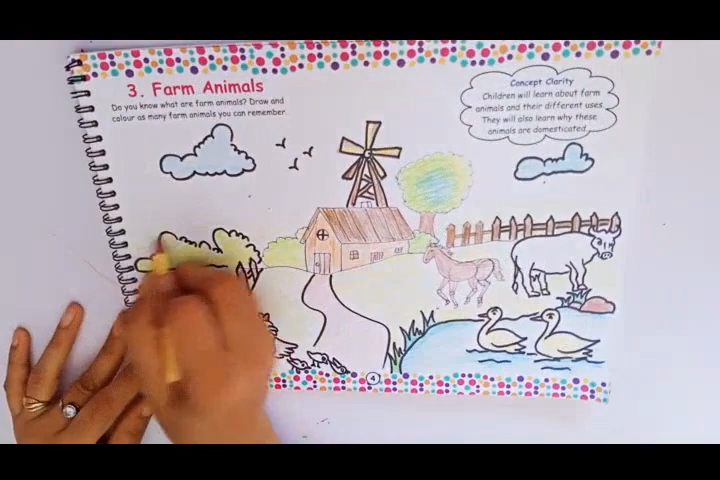 3. Farm Animals
Do you know what are farm animals? Draw and
colour as many farm animals you can remember.
Concept Clarity
Children will learn about farm
animals and their different uses.
They will also learn why these
animals are domesticated.
4